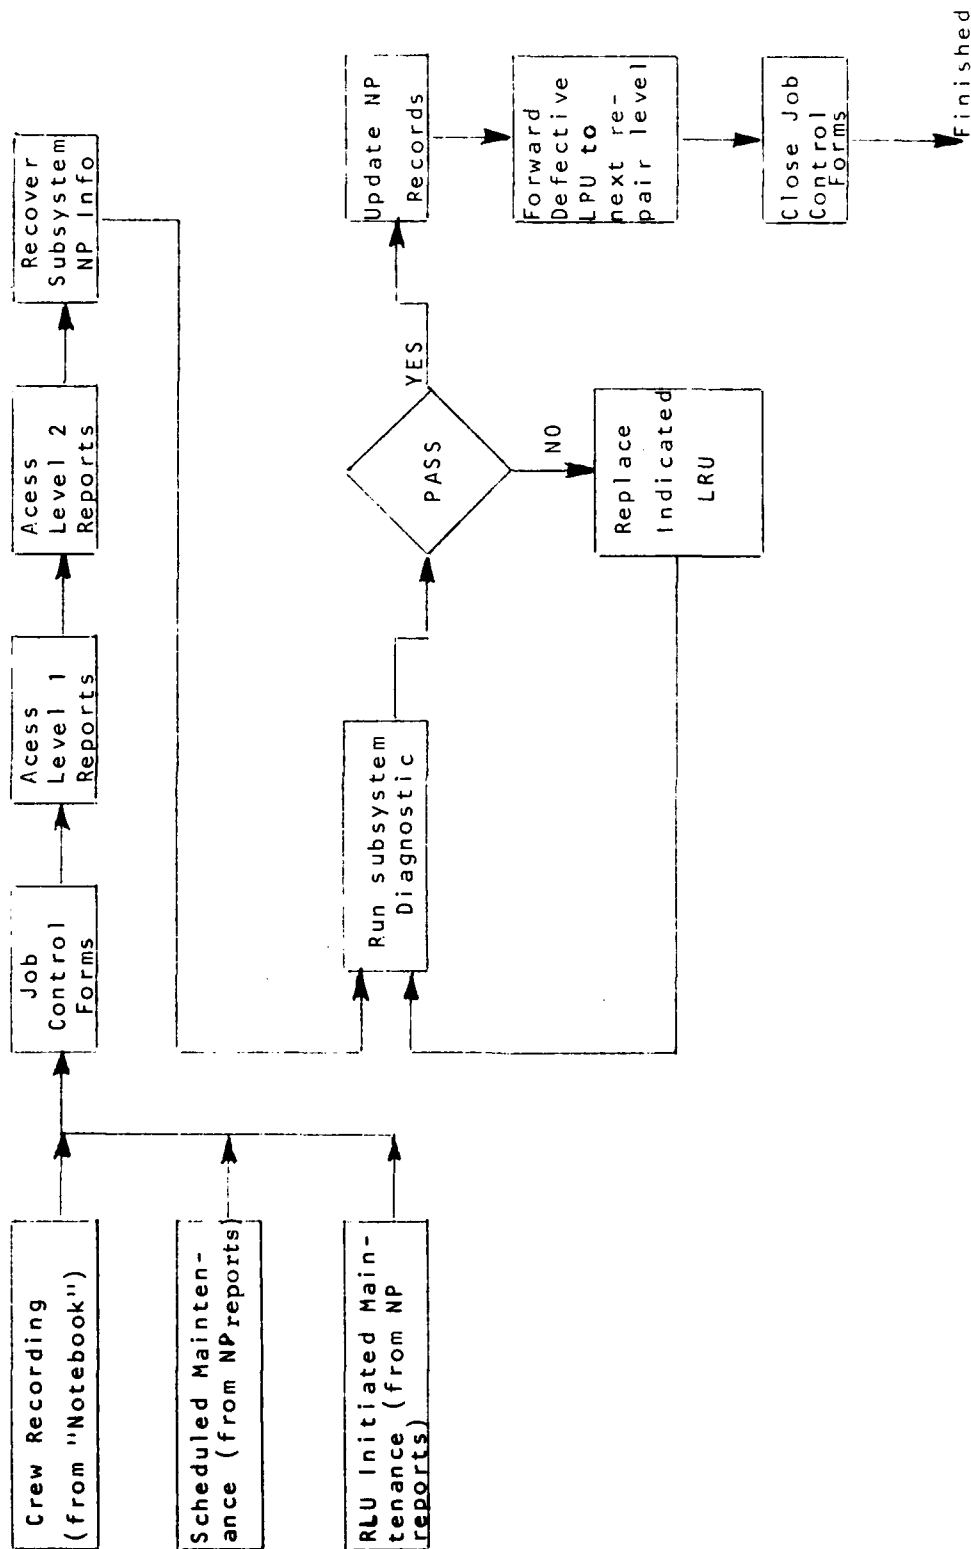 Crew Recording
(from "Notebook")
Scheduled Mainten-
ance (from NP reports)
RLU Initiated Main-
tenance (from NP
reports)
Job
Control
Forms
Acess
Level 1
Reports
Acess
Level 2
Reports
Recover
Subsystem
NP Info
Run subsystem
Diagnostic
PASS
YES
NO
Replace
Indicated
LRU
Update NP
Records
Forward
Defective
LPU to
next re-
pair level
Close Job
Control
Forms
Finished